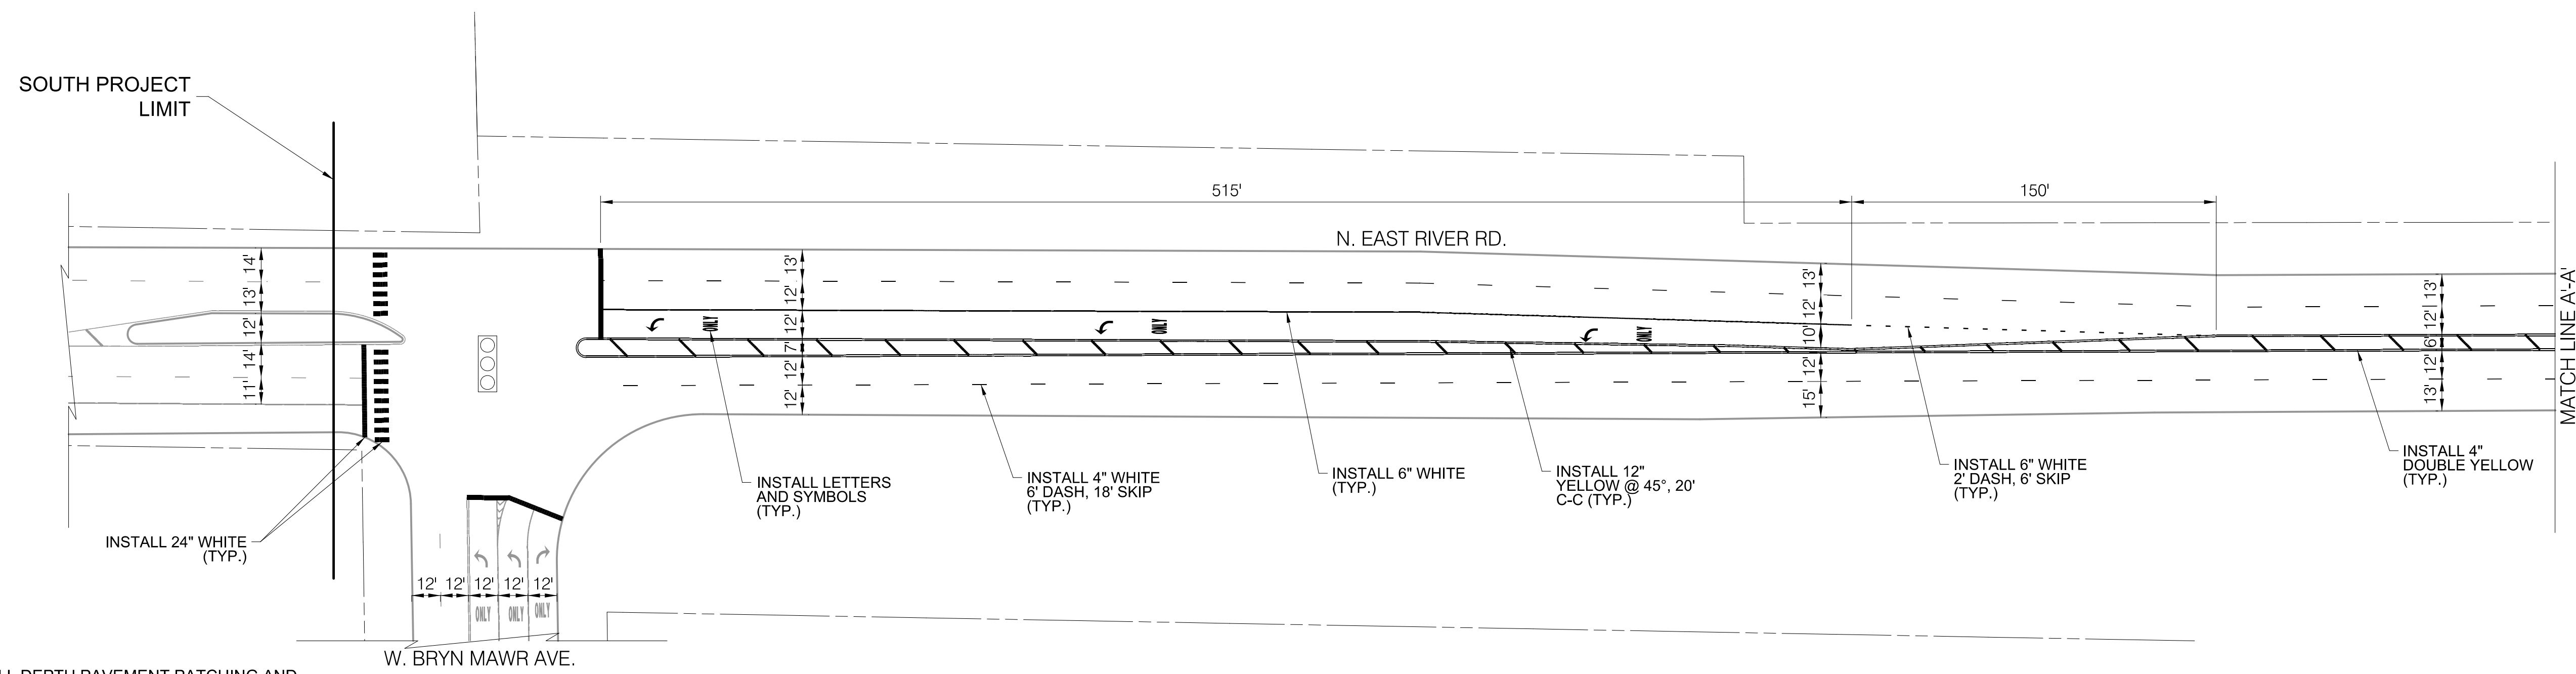 SOUTH PROJECT
LIMIT
515'
150'
N. EAST RIVER RD.
14'
13'
12'
14'
11'
13'
12'
12'
7'
12'
12'
13'
12'
10'
12'
15'
13'
12'
6'
12'
13'
ONLY
ONLY
ONLY
MATCH LINE A'-A'
INSTALL LETTERS
AND SYMBOLS
(TYP.)
INSTALL 4" WHITE
6' DASH, 18' SKIP
(TYP.)
INSTALL 6" WHITE
(TYP.)
INSTALL 12"
YELLOW @ 45°, 20'
C-C (TYP.)
INSTALL 6" WHITE
2' DASH, 6' SKIP
(TYP.)
INSTALL 4"
DOUBLE YELLOW
(TYP.)
INSTALL 24" WHITE
(TYP.)
12' 12' 12' 12' 12'
ONLY ONLY ONLY
W. BRYN MAWR AVE.
DEPTH PAVEMENT PATCHING AND